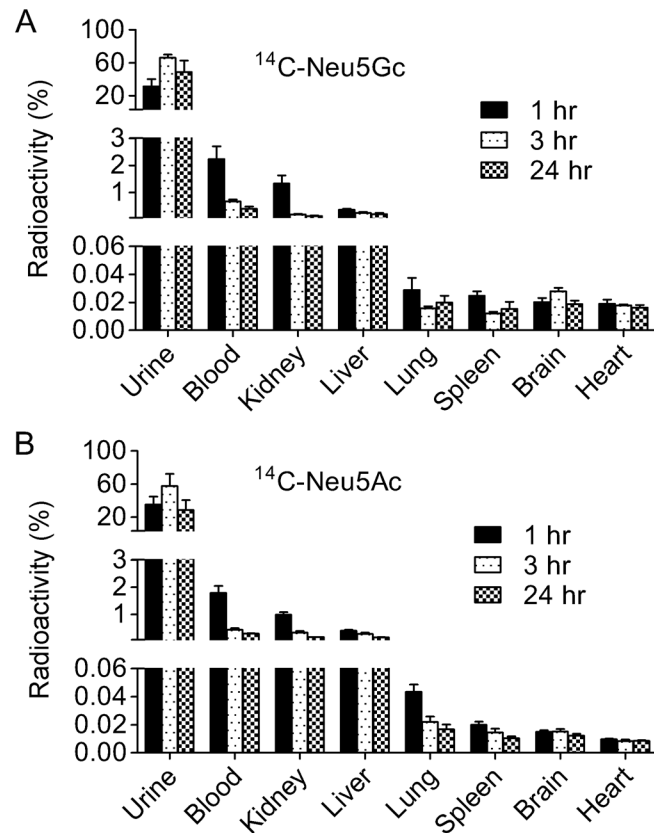 A
¹⁴C-Neu5Gc
Radioactivity (%)
100
60
20
3
2
1
0.06
0.04
0.02
0.00
1 hr
3 hr
24 hr
Urine
Blood
Kidney
Liver
Lung
Spleen
Brain
Heart
B
¹⁴C-Neu5Ac
Radioactivity (%)
100
60
20
3
2
1
0.06
0.04
0.02
0.00
1 hr
3 hr
24 hr
Urine
Blood
Kidney
Liver
Lung
Spleen
Brain
Heart